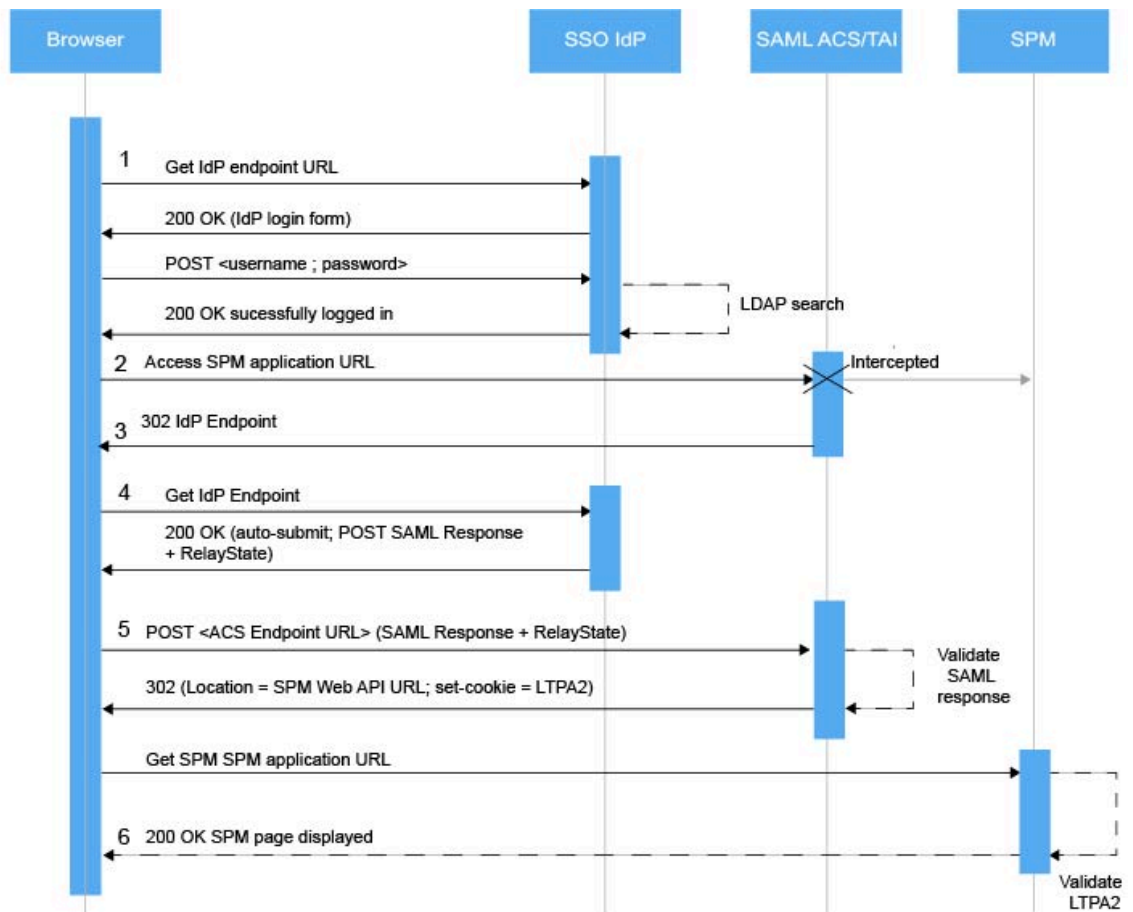 Browser
SSO IdP
SAML ACS/TAI
SPM
1
Get IdP endpoint URL
200 OK (IdP login form)
POST <username ; password>
LDAP search
200 OK sucessfully logged in
2
Access SPM application URL
Intercepted
302 IdP Endpoint
3
4
Get IdP Endpoint
200 OK (auto-submit; POST SAML Response
+ RelayState)
5
POST <ACS Endpoint URL> (SAML Response + RelayState)
Validate
SAML
response
302 (Location = SPM Web API URL; set-cookie = LTPA2)
Get SPM SPM application URL
6
200 OK SPM page displayed
Validate
LTPA2